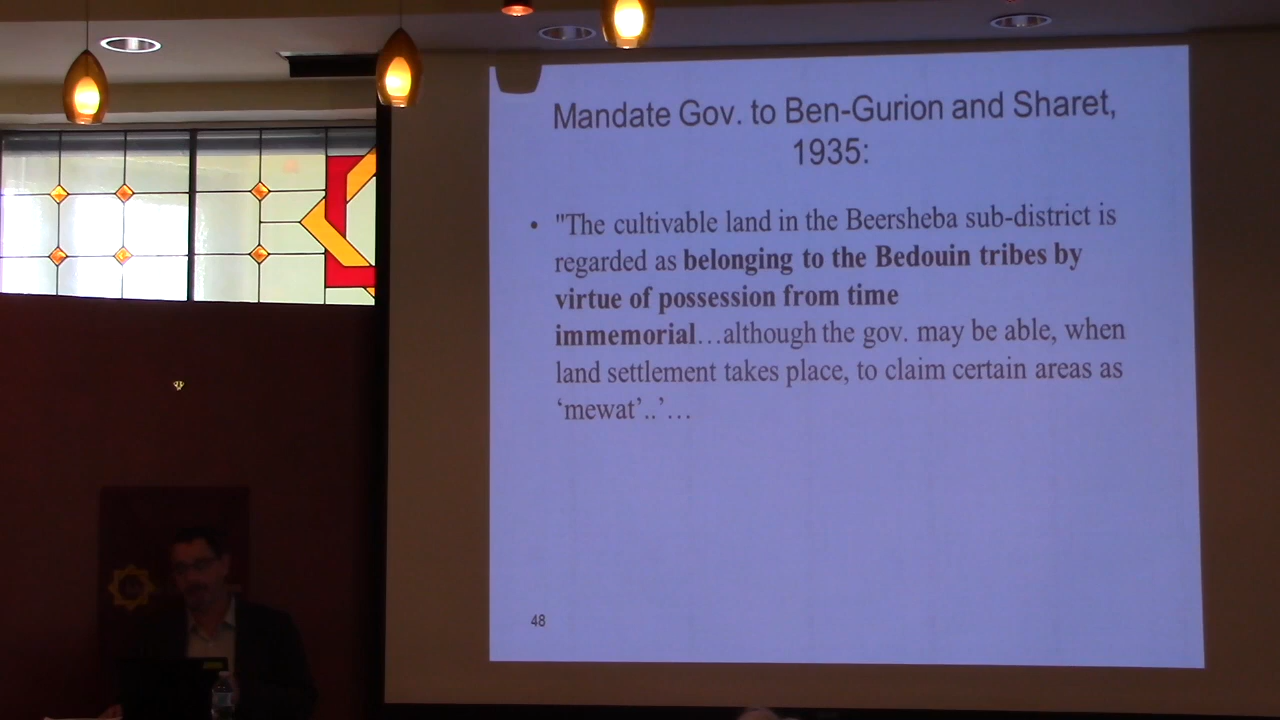 Mandate Gov. to Ben-Gurion and Sharet,
1935:
• "The cultivable land in the Beersheba sub-district is
regarded as belonging to the Bedouin tribes by
virtue of possession from time
immemorial…although the gov. may be able, when
land settlement takes place, to claim certain areas as
‘mewat’..’…
48